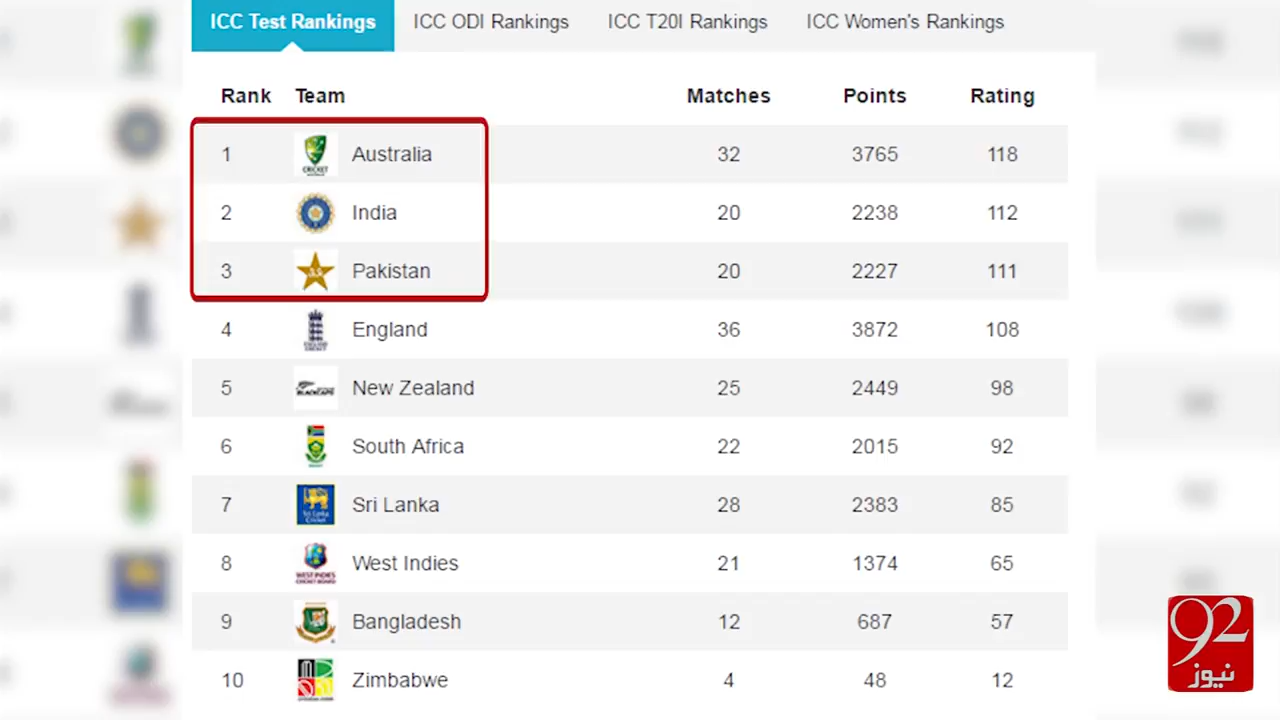 ICC Test Rankings ICC ODI Rankings ICC T20I Rankings ICC Women's Rankings
Rank Team Matches Points Rating
1 Australia 32 3765 118
2 India 20 2238 112
3 Pakistan 20 2227 111
4 England 36 3872 108
5 New Zealand 25 2449 98
6 South Africa 22 2015 92
7 Sri Lanka 28 2383 85
8 West Indies 21 1374 65
9 Bangladesh 12 687 57
10 Zimbabwe 4 48 12
92
نیوز